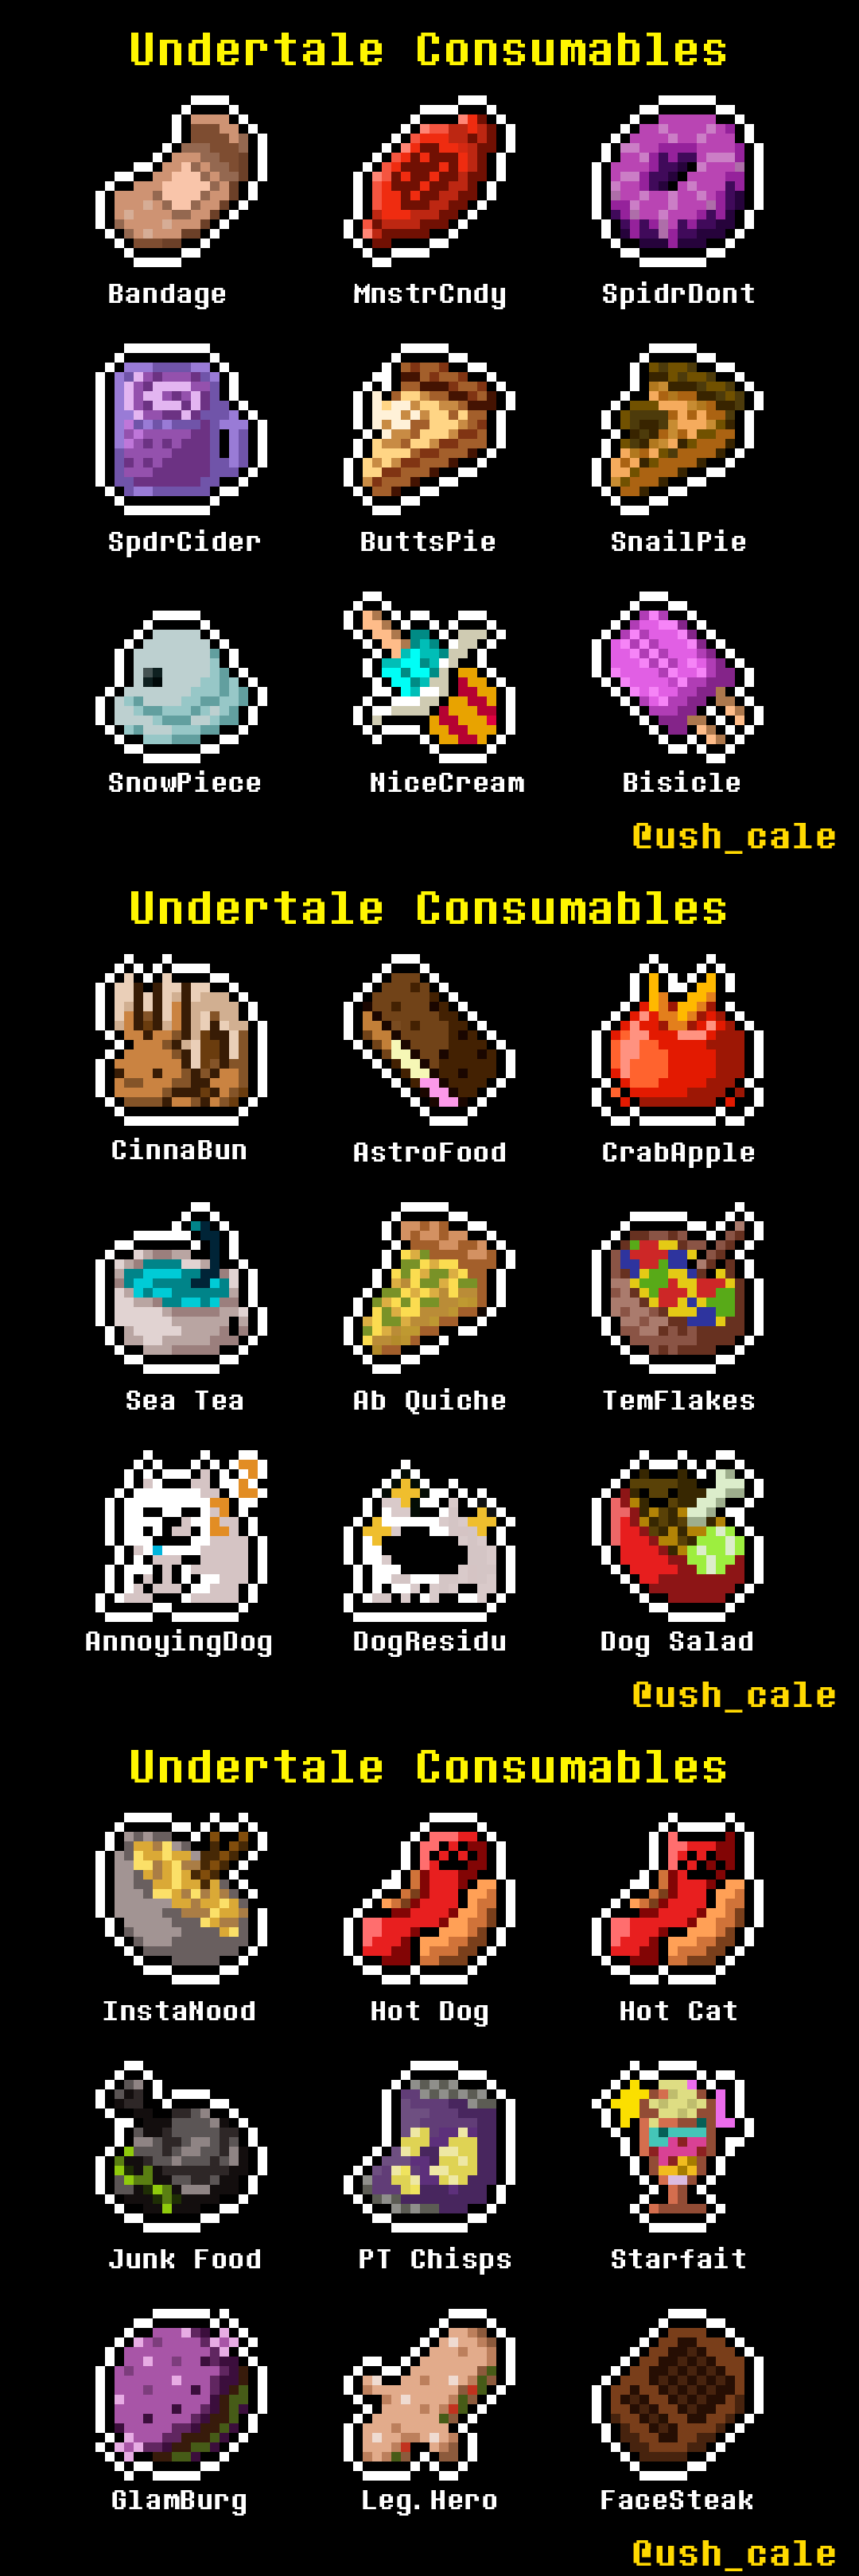 Undertale Consumables
Bandage MnstrCndy SpidrDont
SpdrCider ButtsPie SnailPie
SnowPiece NiceCream Bisicle
@ush_cale
Undertale Consumables
CinnaBun AstroFood CrabApple
Sea Tea Ab Quiche TemFlakes
AnnoyingDog DogResidu Dog Salad
@ush_cale
Undertale Consumables
InstaNood Hot Dog Hot Cat
Junk Food PT Chisps Starfait
GlamBurg Leg.Hero FaceSteak
@ush_cale